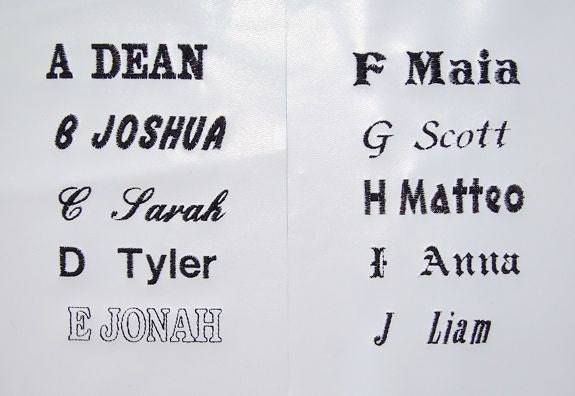 A DEAN
B JOSHUA
C Sarah
D Tyler
E JONAH
F Maia
G Scott
H Matteo
I Anna
J Liam